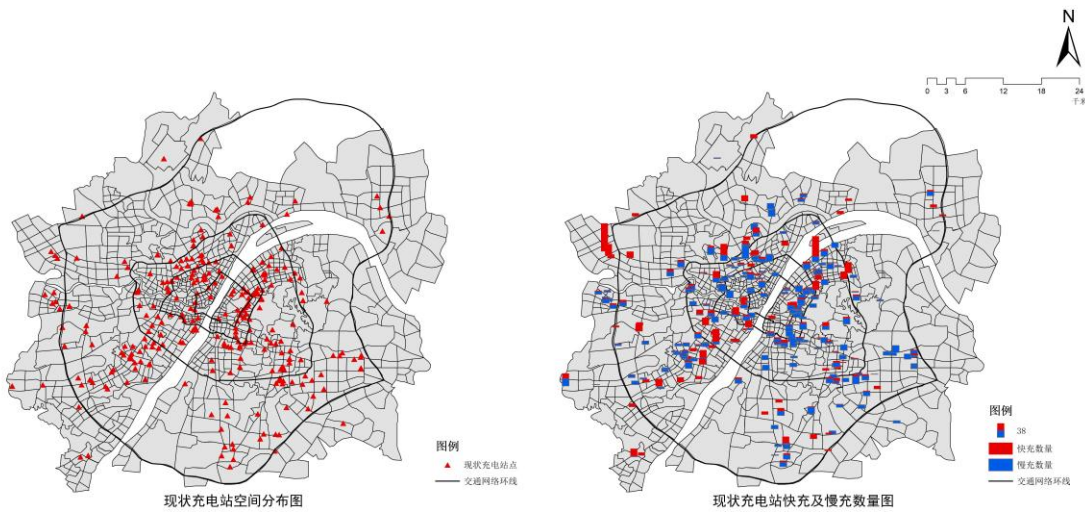 N
0 3 6 12 18 24
千米
图例
现状充电站点
交通网络环线
现状充电站空间分布图
图例
38
快充数量
慢充数量
交通网络环线
现状充电站快充及慢充数量图